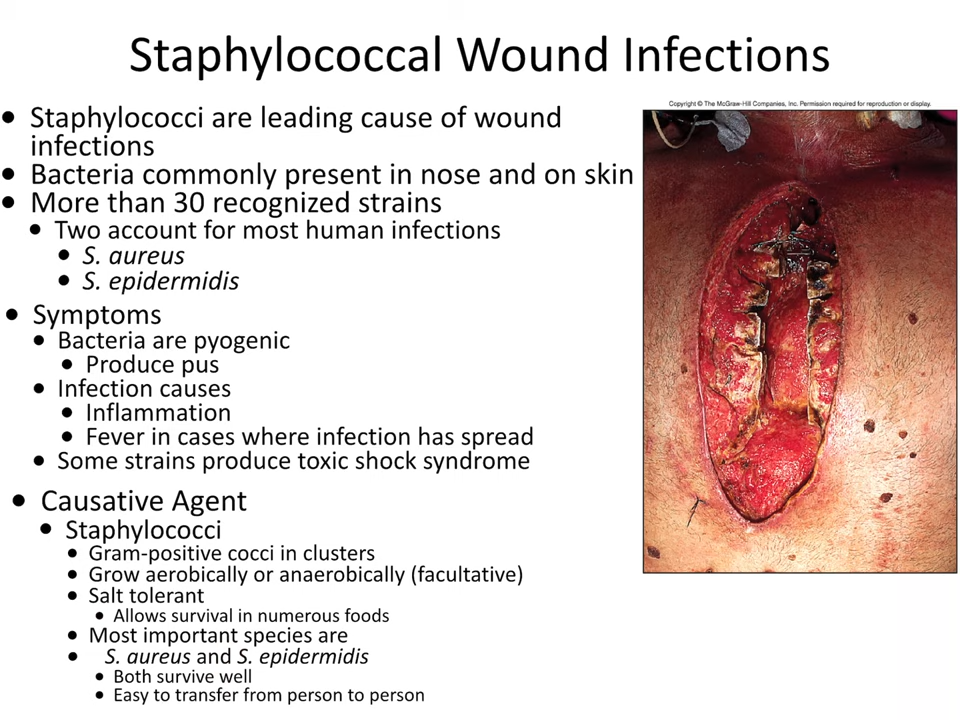 Staphylococcal Wound Infections
Copyright © The McGraw-Hill Companies, Inc. Permission required for reproduction or display.
• Staphylococci are leading cause of wound
infections
• Bacteria commonly present in nose and on skin
• More than 30 recognized strains
• Two account for most human infections
• S. aureus
• S. epidermidis
• Symptoms
• Bacteria are pyogenic
• Produce pus
• Infection causes
• Inflammation
• Fever in cases where infection has spread
• Some strains produce toxic shock syndrome
• Causative Agent
• Staphylococci
• Gram-positive cocci in clusters
• Grow aerobically or anaerobically (facultative)
• Salt tolerant
• Allows survival in numerous foods
• Most important species are
• S. aureus and S. epidermidis
• Both survive well
• Easy to transfer from person to person